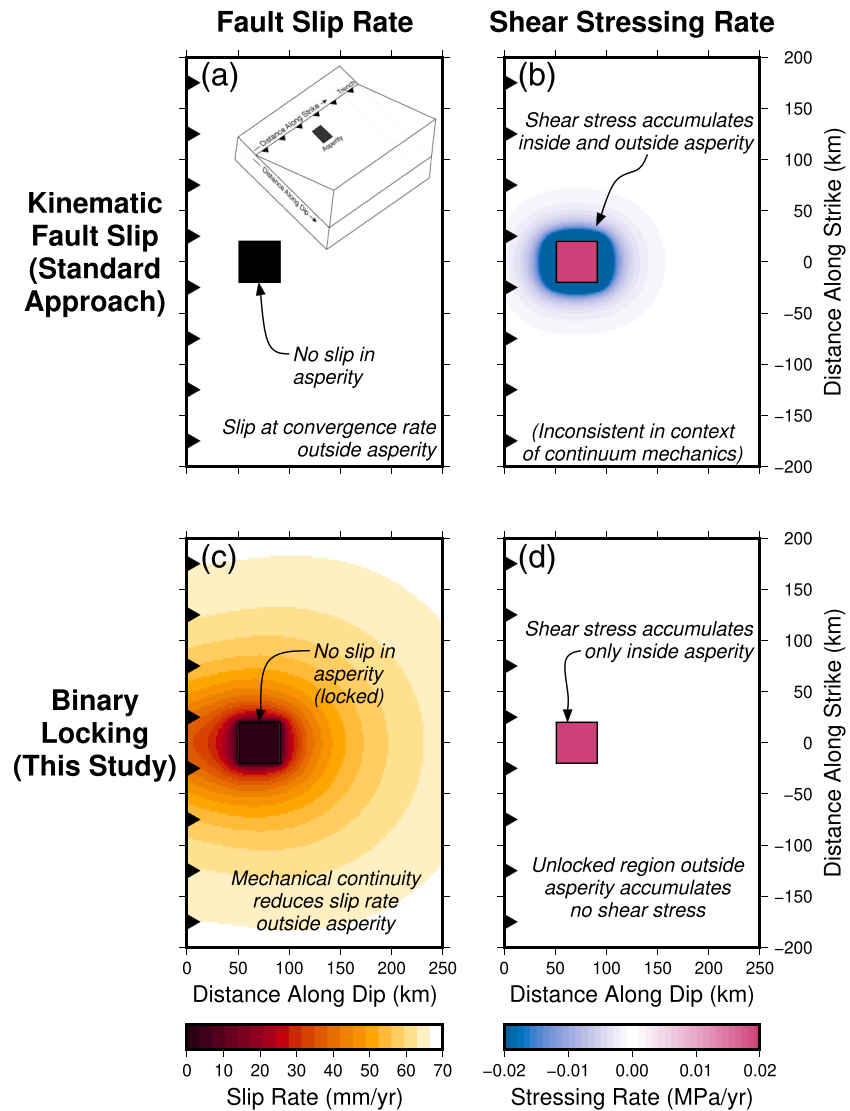 Fault Slip Rate
Shear Stressing Rate
Kinematic
Fault Slip
(Standard
Approach)
(a)
Distance Along Strike
Trench
Asperity
Distance Along Dip
No slip in
asperity
Slip at convergence rate
outside asperity
(b)
Shear stress accumulates
inside and outside asperity
(Inconsistent in context
of continuum mechanics)
200
150
100
50
0
−50
−100
−150
−200
Distance Along Strike (km)
Binary
Locking
(This Study)
(c)
No slip in
asperity
(locked)
Mechanical continuity
reduces slip rate
outside asperity
0 50 100 150 200 250
Distance Along Dip (km)
(d)
Shear stress accumulates
only inside asperity
Unlocked region outside
asperity accumulates
no shear stress
0 50 100 150 200 250
Distance Along Dip (km)
200
150
100
50
0
−50
−100
−150
−200
Distance Along Strike (km)
0 10 20 30 40 50 60 70
Slip Rate (mm/yr)
−0.02 −0.01 0.00 0.01 0.02
Stressing Rate (MPa/yr)